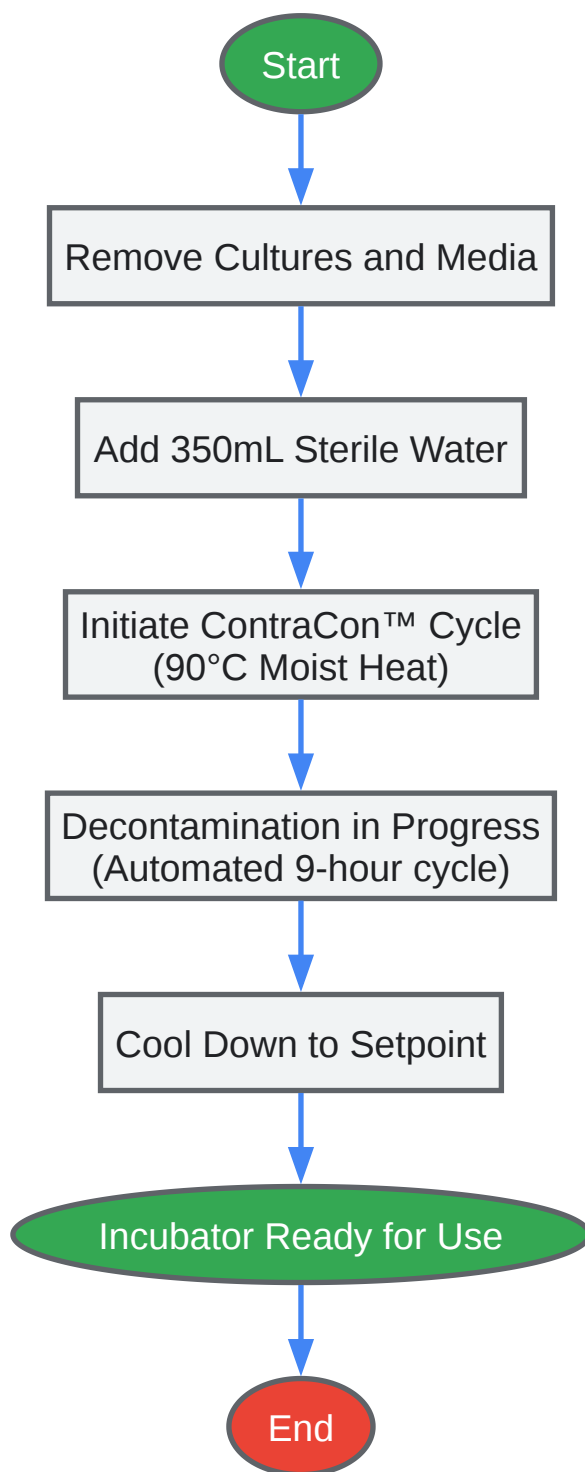 Start
Remove Cultures and Media
Add 350mL Sterile Water
Initiate ContraCon™ Cycle
(90°C Moist Heat)
Decontamination in Progress
(Automated 9-hour cycle)
Cool Down to Setpoint
Incubator Ready for Use
End